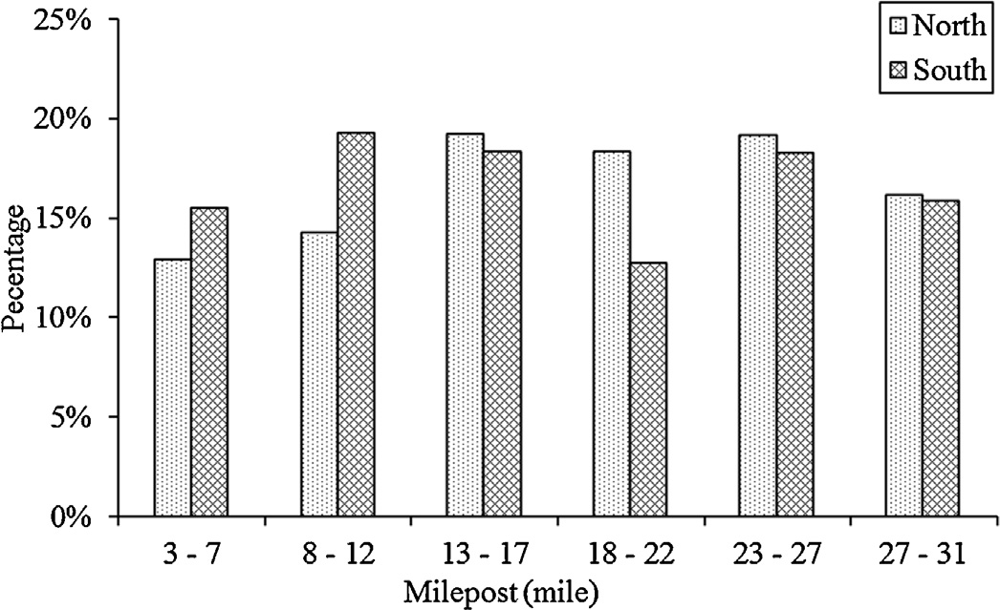 25%
20%
15%
10%
5%
0%
Pecentage
North
South
3 - 7
8 - 12
13 - 17
18 - 22
23 - 27
27 - 31
Milepost (mile)